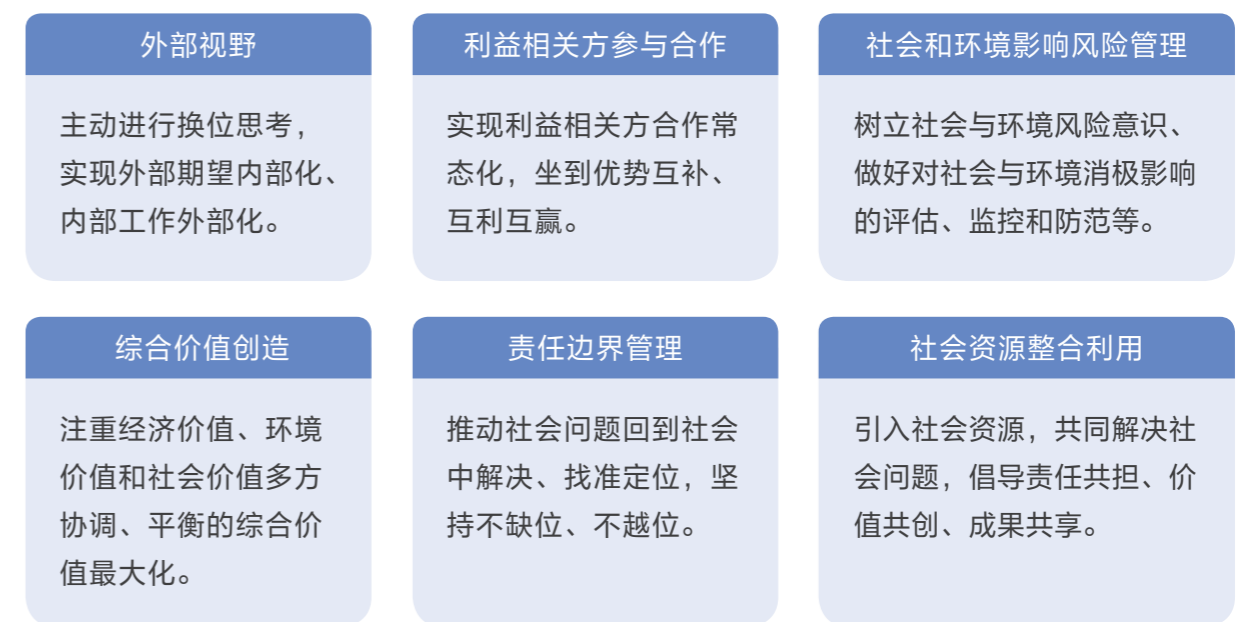 外部视野
主动进行换位思考，
实现外部期望内部化、
内部工作外部化。
利益相关方参与合作
实现利益相关方合作常
态化，坐到优势互补、
互利互赢。
社会和环境影响风险管理
树立社会与环境风险意识、
做好对社会与环境消极影响
的评估、监控和防范等。
综合价值创造
注重经济价值、环境
价值和社会价值多方
协调、平衡的综合价
值最大化。
责任边界管理
推动社会问题回到社会
中解决、找准定位，坚
持不缺位、不越位。
社会资源整合利用
引入社会资源，共同解决社
会问题，倡导责任共担、价
值共创、成果共享。